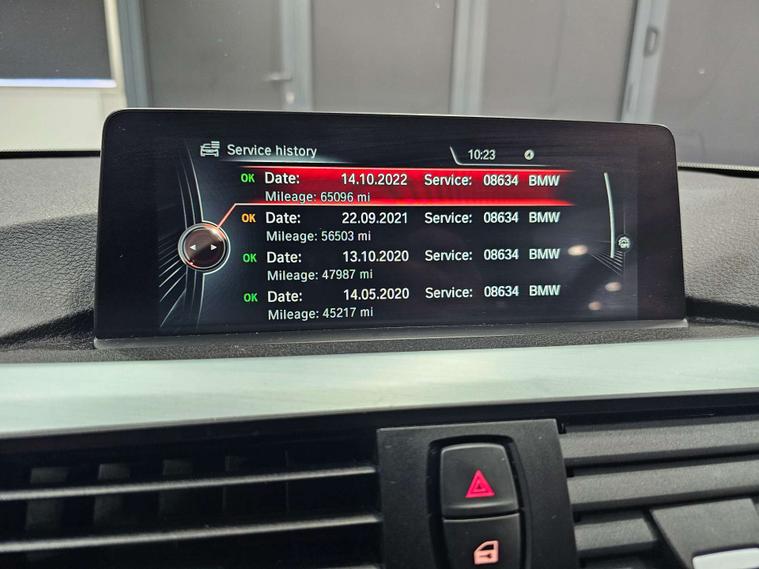 Service history 10:23
OK Date: 14.10.2022 Service: 08634 BMW
Mileage: 65096 mi
OK Date: 22.09.2021 Service: 08634 BMW
Mileage: 56503 mi
OK Date: 13.10.2020 Service: 08634 BMW
Mileage: 47987 mi
OK Date: 14.05.2020 Service: 08634 BMW
Mileage: 45217 mi